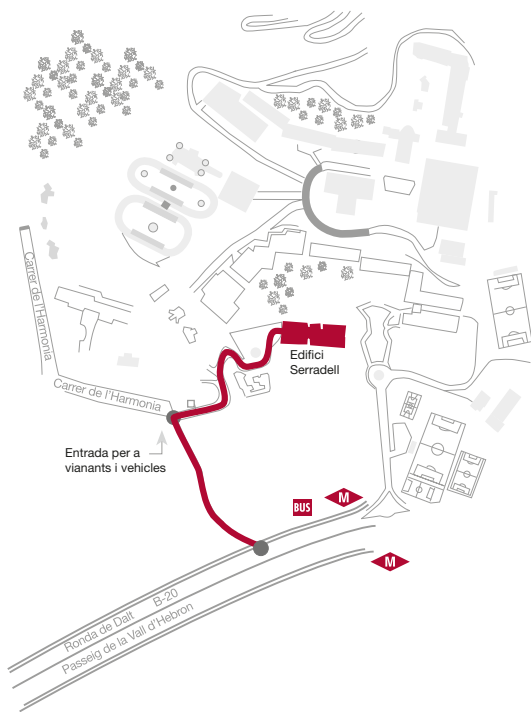 Carrer de l'Harmonia
Edifici
Serradell
Carrer de l'Harmonia
Entrada per a
vianants i vehicles
M
BUS
M
Ronda de Dalt B-20
Passeig de la Vall d'Hebron